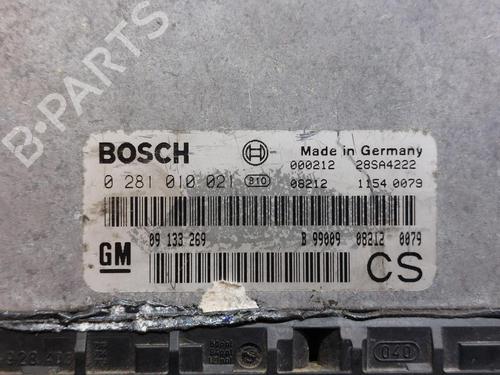 B-PARTS
BOSCH
Made in Germany
000212 28SA4222
0 281 010 021 B10
08212 1154 0079
GM
09 133 269
B 99009 08212 0079
CS
040